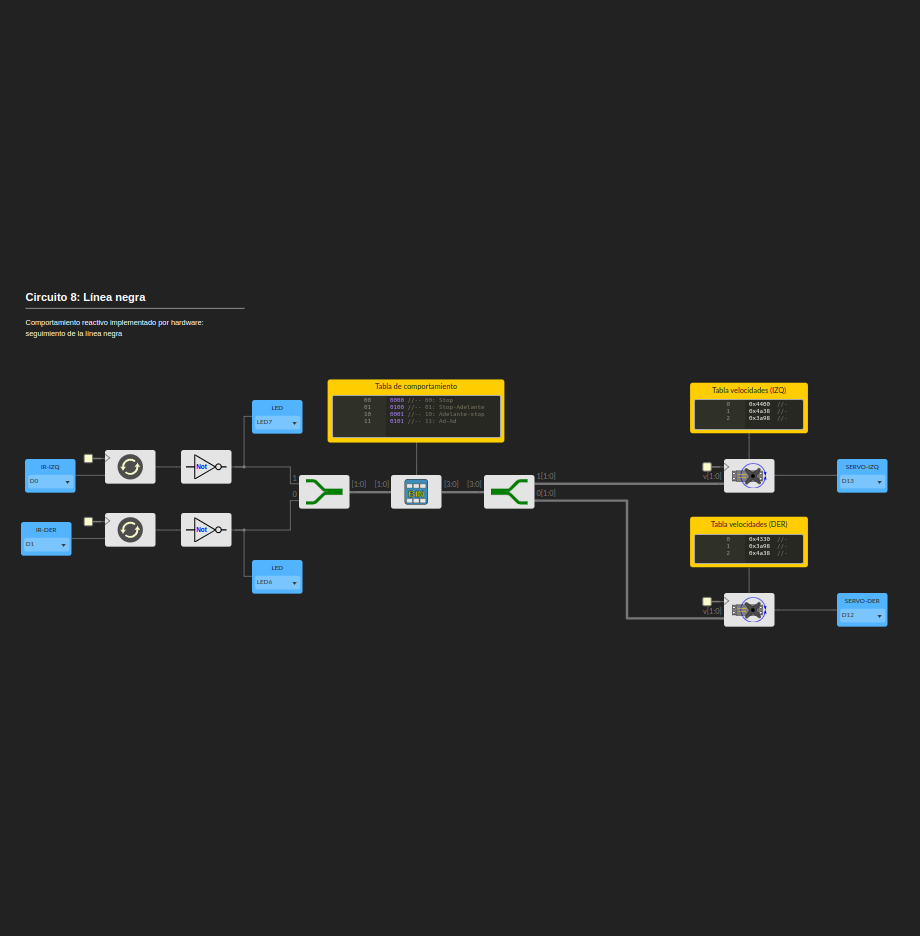 Circuito 8: Línea negra
Comportamiento reactivo implementado por hardware:
seguimiento de la línea negra
Tabla de comportamiento
00 0000 //-- 00: Stop
01 0100 //-- 01: Stop-Adelante
10 0001 //-- 10: Adelante-stop
11 0101 //-- 11: Ad-Ad
Tabla velocidades (IZQ)
0 0x4400 //-
1 0x4a38 //-
2 0x3a98 //-
LED
LED7
IR-IZQ
D0
Not
1
0
[1:0]
[1:0]
[3:0]
[3:0]
1[1:0]
0[1:0]
v[1:0]
SERVO-IZQ
D13
IR-DER
D1
Not
LED
LED6
Tabla velocidades (DER)
0 0x4330 //-
1 0x3a98 //-
2 0x4a38 //-
v[1:0]
SERVO-DER
D12